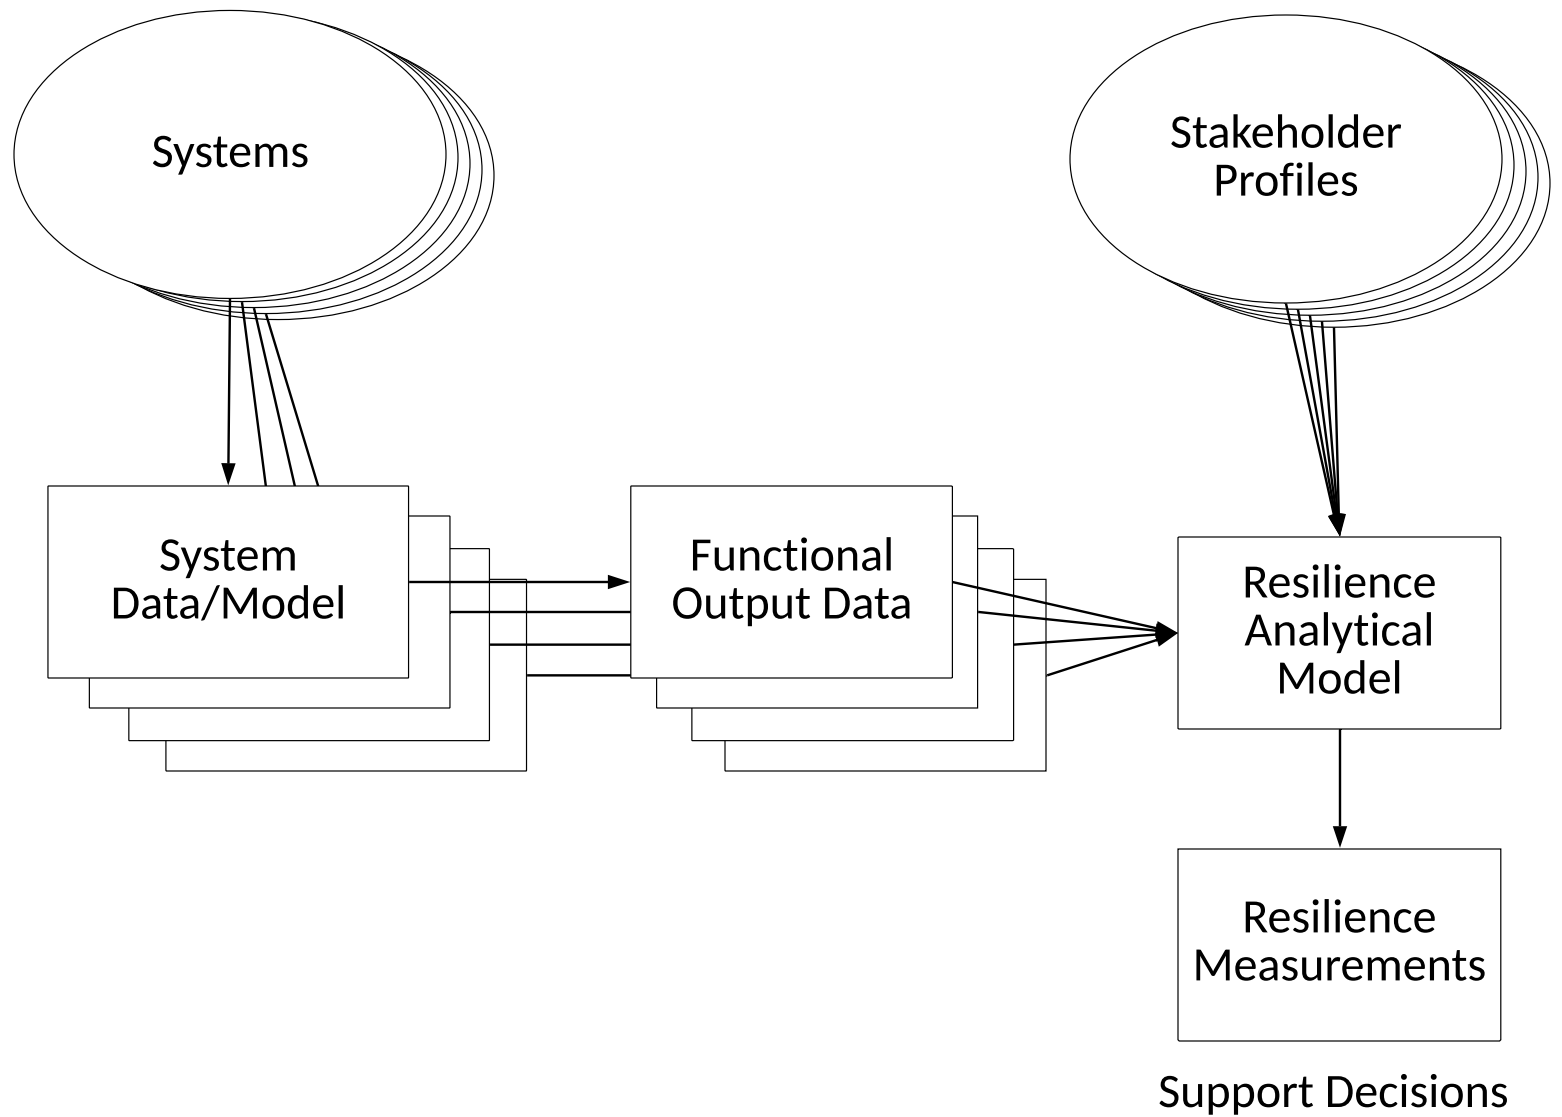 Systems
Stakeholder
Profiles
System
Data/Model
Functional
Output Data
Resilience
Analytical
Model
Resilience
Measurements
Support Decisions